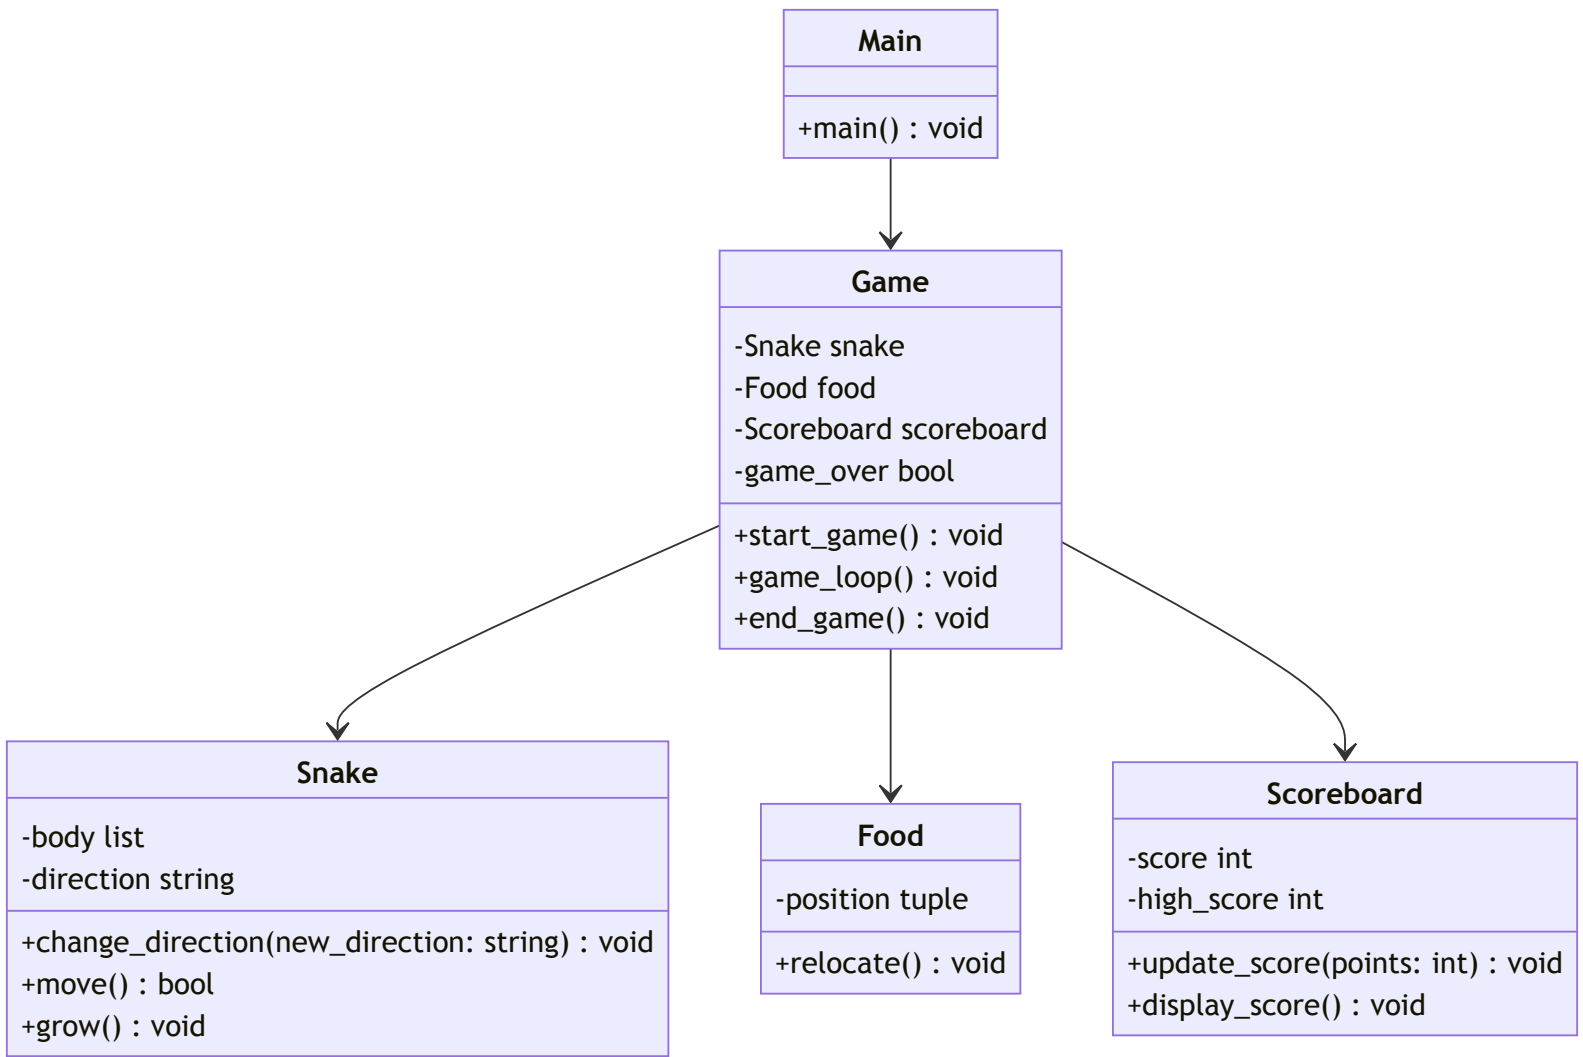 Main
+main() : void
Game
-Snake snake
-Food food
-Scoreboard scoreboard
-game_over bool
+start_game() : void
+game_loop() : void
+end_game() : void
Snake
-body list
-direction string
+change_direction(new_direction: string) : void
+move() : bool
+grow() : void
Food
-position tuple
+relocate() : void
Scoreboard
-score int
-high_score int
+update_score(points: int) : void
+display_score() : void